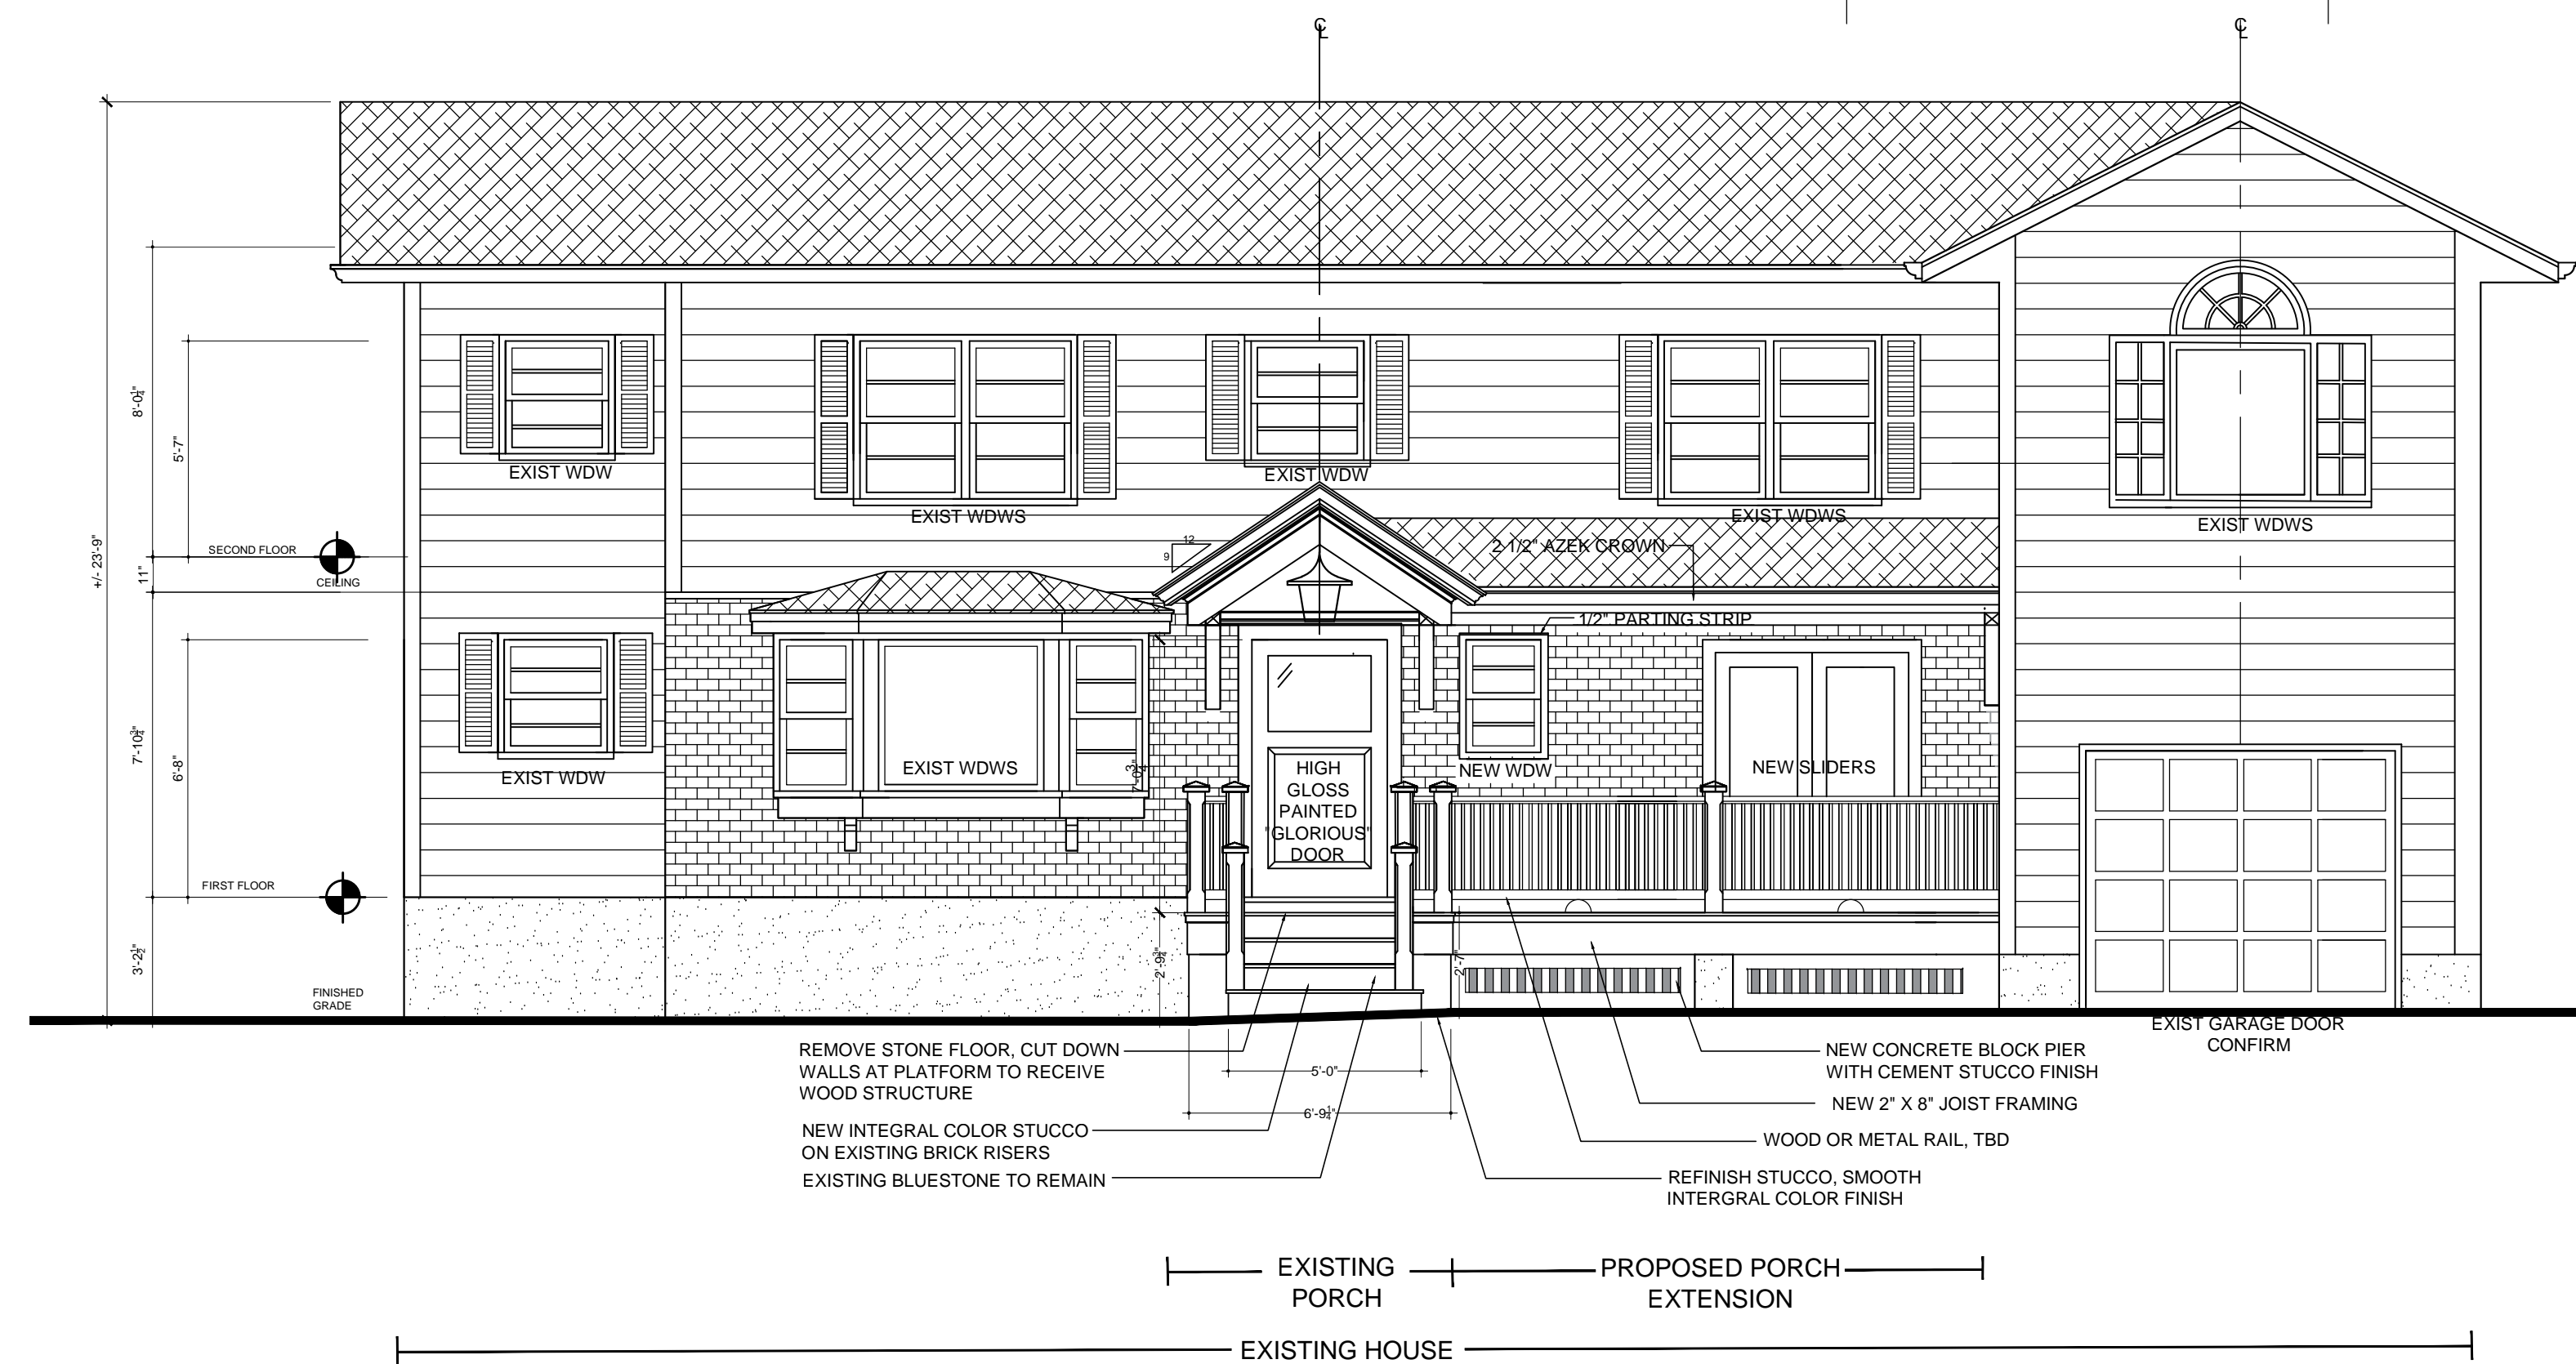 ℄
℄
8'-0¼"
5'-7"
EXIST WDW
EXIST WDW
EXIST WDWS
EXIST WDWS
EXIST WDWS
+/- 23'-9"
SECOND FLOOR
CEILING
11"
12
9
2 1/2" AZEK CROWN
1/2" PARTING STRIP
7'-10¾"
6'-8"
EXIST WDW
EXIST WDWS
7'-0¾"
HIGH
GLOSS
PAINTED
"GLORIOUS"
DOOR
NEW WDW
NEW SLIDERS
FIRST FLOOR
3'-2½"
2'-9¾"
2'-7"
FINISHED
GRADE
EXIST GARAGE DOOR
CONFIRM
REMOVE STONE FLOOR, CUT DOWN
WALLS AT PLATFORM TO RECEIVE
WOOD STRUCTURE
5'-0"
6'-9¼"
NEW INTEGRAL COLOR STUCCO
ON EXISTING BRICK RISERS
EXISTING BLUESTONE TO REMAIN
NEW CONCRETE BLOCK PIER
WITH CEMENT STUCCO FINISH
NEW 2" X 8" JOIST FRAMING
WOOD OR METAL RAIL, TBD
REFINISH STUCCO, SMOOTH
INTERGRAL COLOR FINISH
EXISTING
PORCH
PROPOSED PORCH
EXTENSION
EXISTING HOUSE